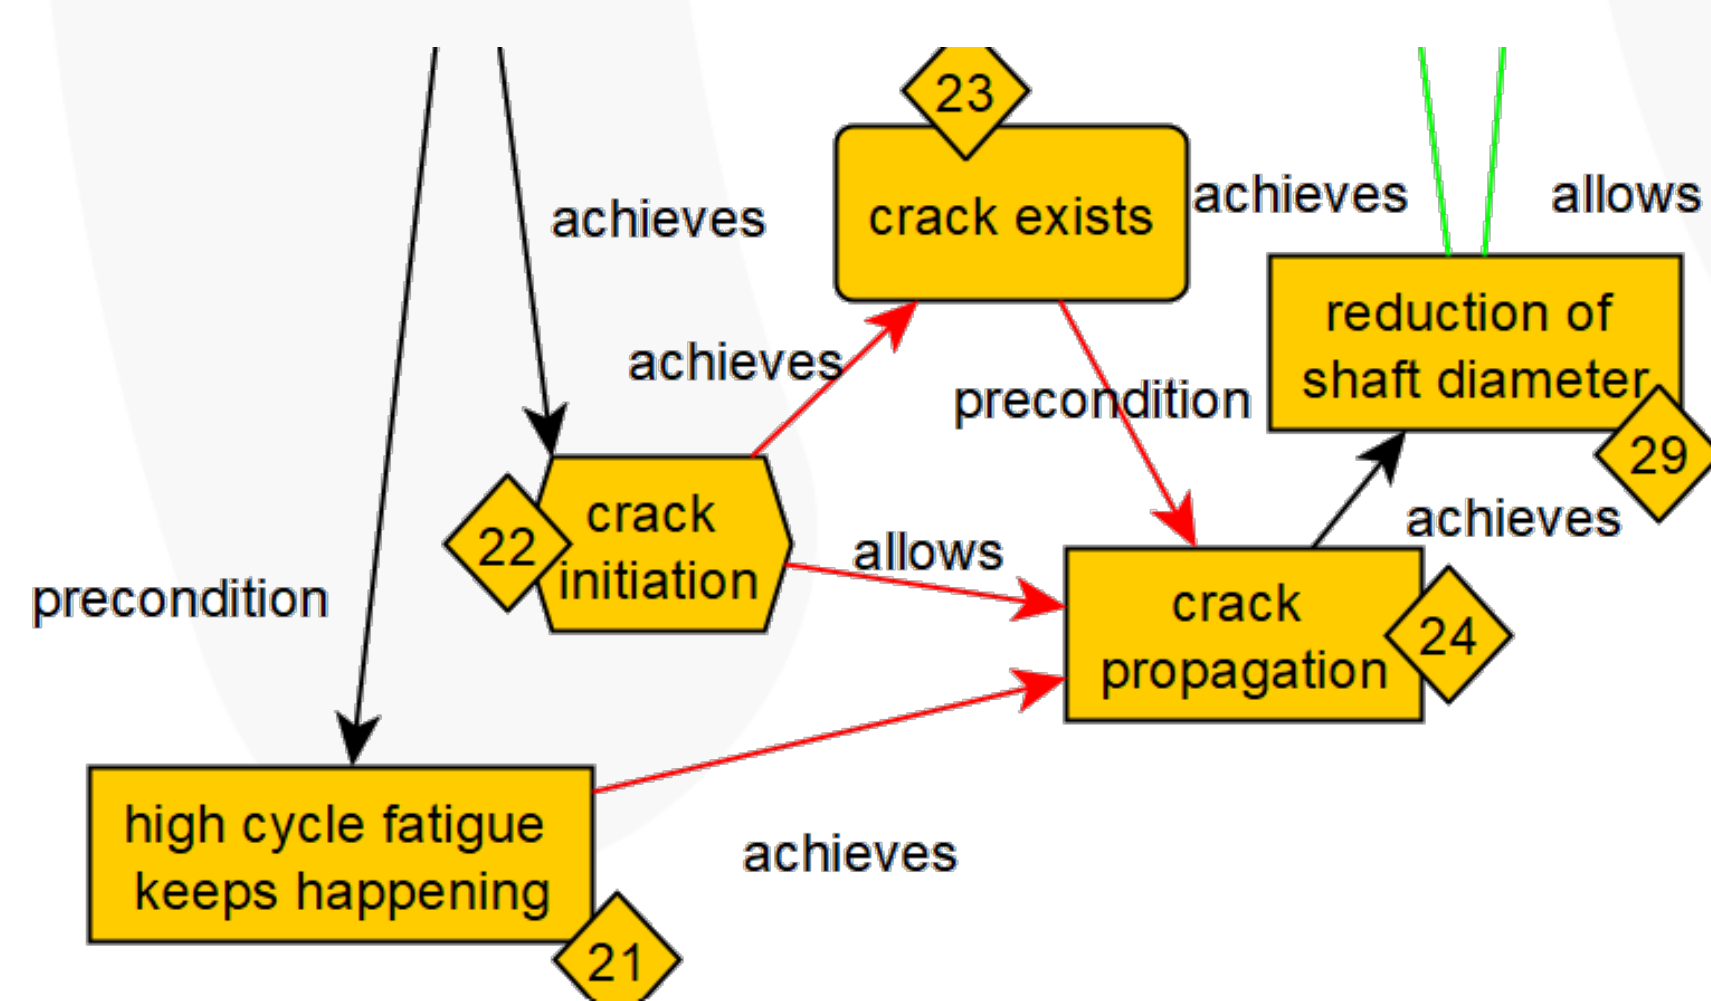 23
crack exists
achieves
allows
achieves
reduction of
shaft diameter
29
achieves
precondition
achieves
22
crack
initiation
allows
precondition
crack
propagation
24
high cycle fatigue
keeps happening
21
achieves